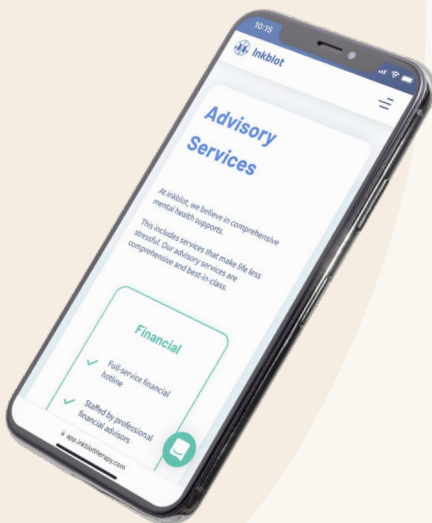 10:15
Inkblot
Advisory
Services
At Inkblot, we believe in comprehensive
mental health supports.
This includes services that make life less
stressful. Our advisory services are
comprehensive and best-in-class.
Financial
Full-service financial
hotline
Staffed by professional
financial advisors
app.inkblottherapy.com